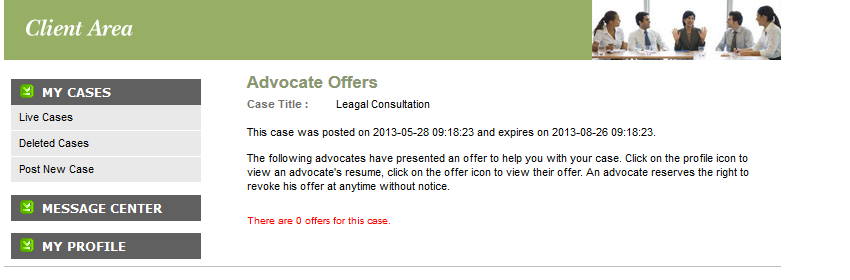 Client Area
MY CASES
Live Cases
Deleted Cases
Post New Case
MESSAGE CENTER
MY PROFILE
Advocate Offers
Case Title : Leagal Consultation
This case was posted on 2013-05-28 09:18:23 and expires on 2013-08-26 09:18:23.
The following advocates have presented an offer to help you with your case. Click on the profile icon to
view an advocate's resume, click on the offer icon to view their offer. An advocate reserves the right to
revoke his offer at anytime without notice.
There are 0 offers for this case.